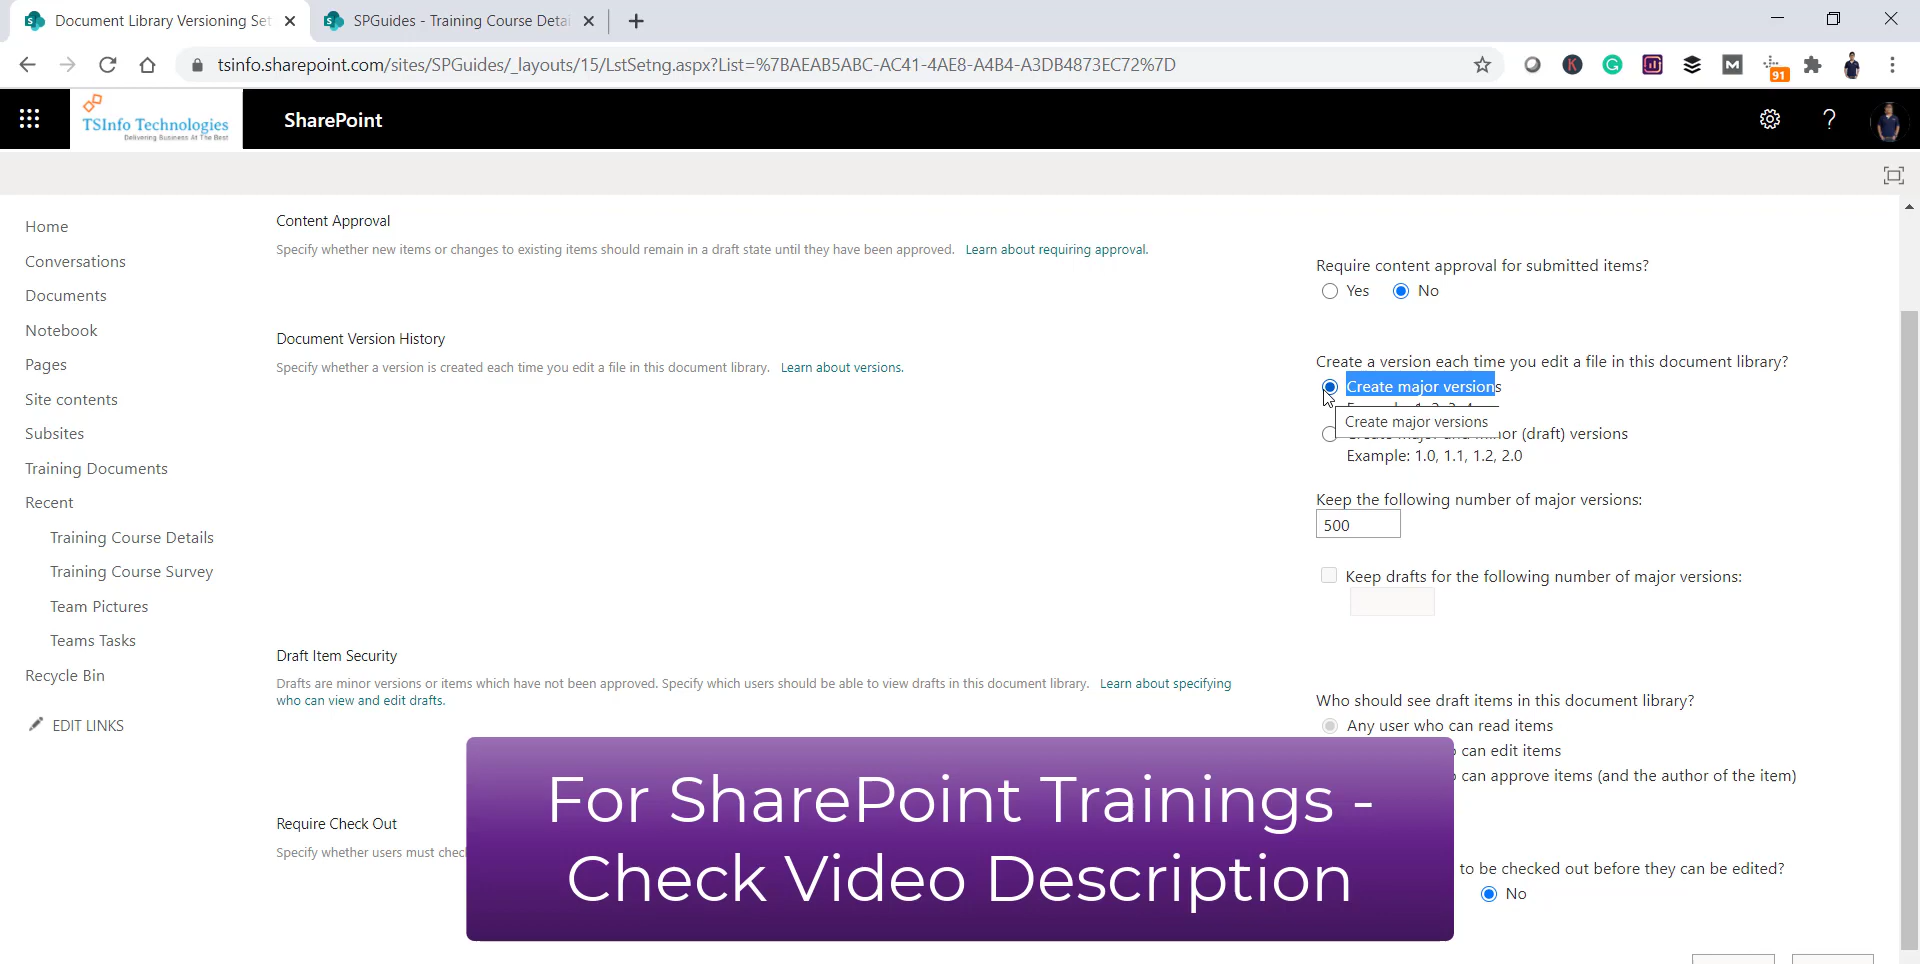 Document Library Versioning Set
SPGuides - Training Course Detai
tsinfo.sharepoint.com/sites/SPGuides/_layouts/15/LstSetng.aspx?List=%7BAEAB5ABC-AC41-4AE8-A4B4-A3DB4873EC72%7D
91
TSInfo Technologies
Delivering Business At The Best
SharePoint
Home
Conversations
Documents
Notebook
Pages
Site contents
Subsites
Training Documents
Recent
Training Course Details
Training Course Survey
Team Pictures
Teams Tasks
Recycle Bin
EDIT LINKS
Content Approval
Specify whether new items or changes to existing items should remain in a draft state until they have been approved. Learn about requiring approval.
Require content approval for submitted items?
Yes No
Document Version History
Specify whether a version is created each time you edit a file in this document library. Learn about versions.
Create a version each time you edit a file in this document library?
Create major versions
Create major versions
(draft) versions
Example: 1.0, 1.1, 1.2, 2.0
Keep the following number of major versions:
500
Keep drafts for the following number of major versions:
Draft Item Security
Drafts are minor versions or items which have not been approved. Specify which users should be able to view drafts in this document library. Learn about specifying
who can view and edit drafts.
Who should see draft items in this document library?
Any user who can read items
can edit items
can approve items (and the author of the item)
Require Check Out
Specify whether users must chec
to be checked out before they can be edited?
No
For SharePoint Trainings -
Check Video Description